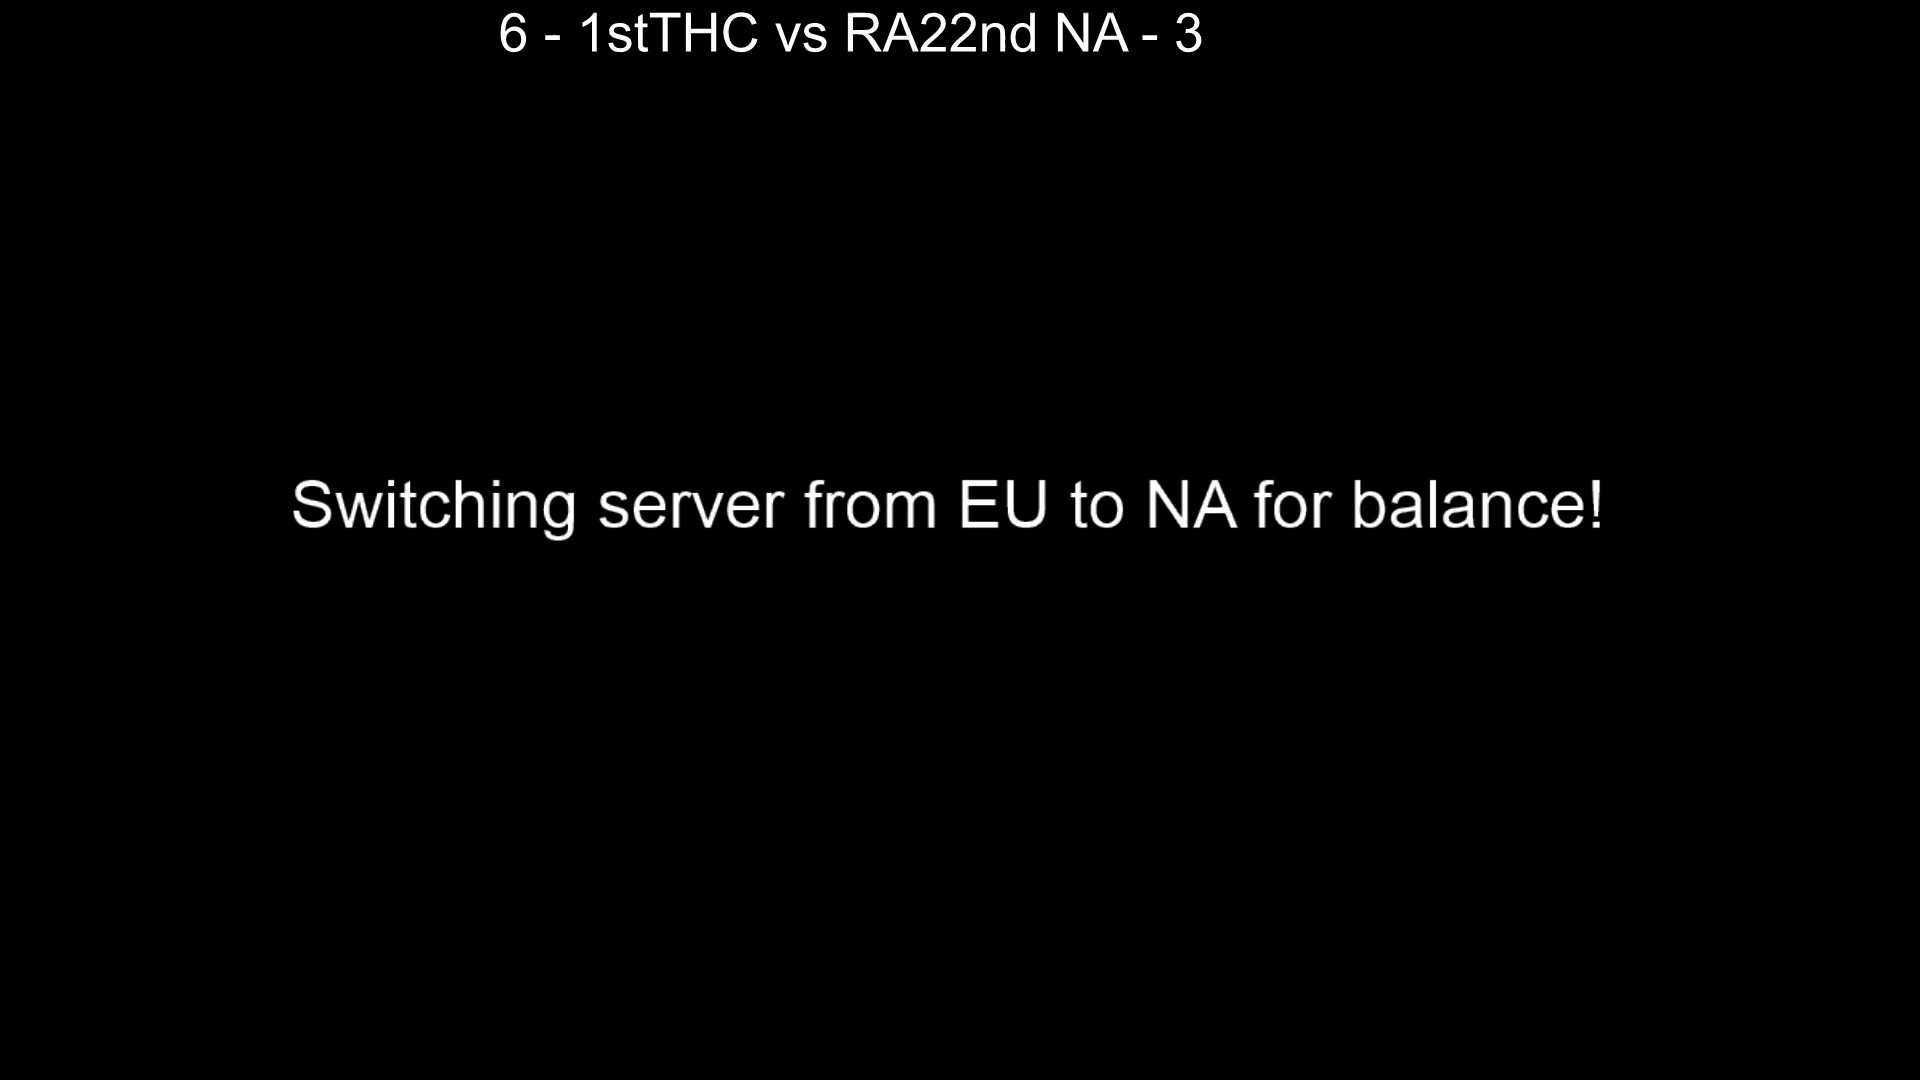 6 - 1stTHC vs RA22nd NA - 3
Switching server from EU to NA for balance!